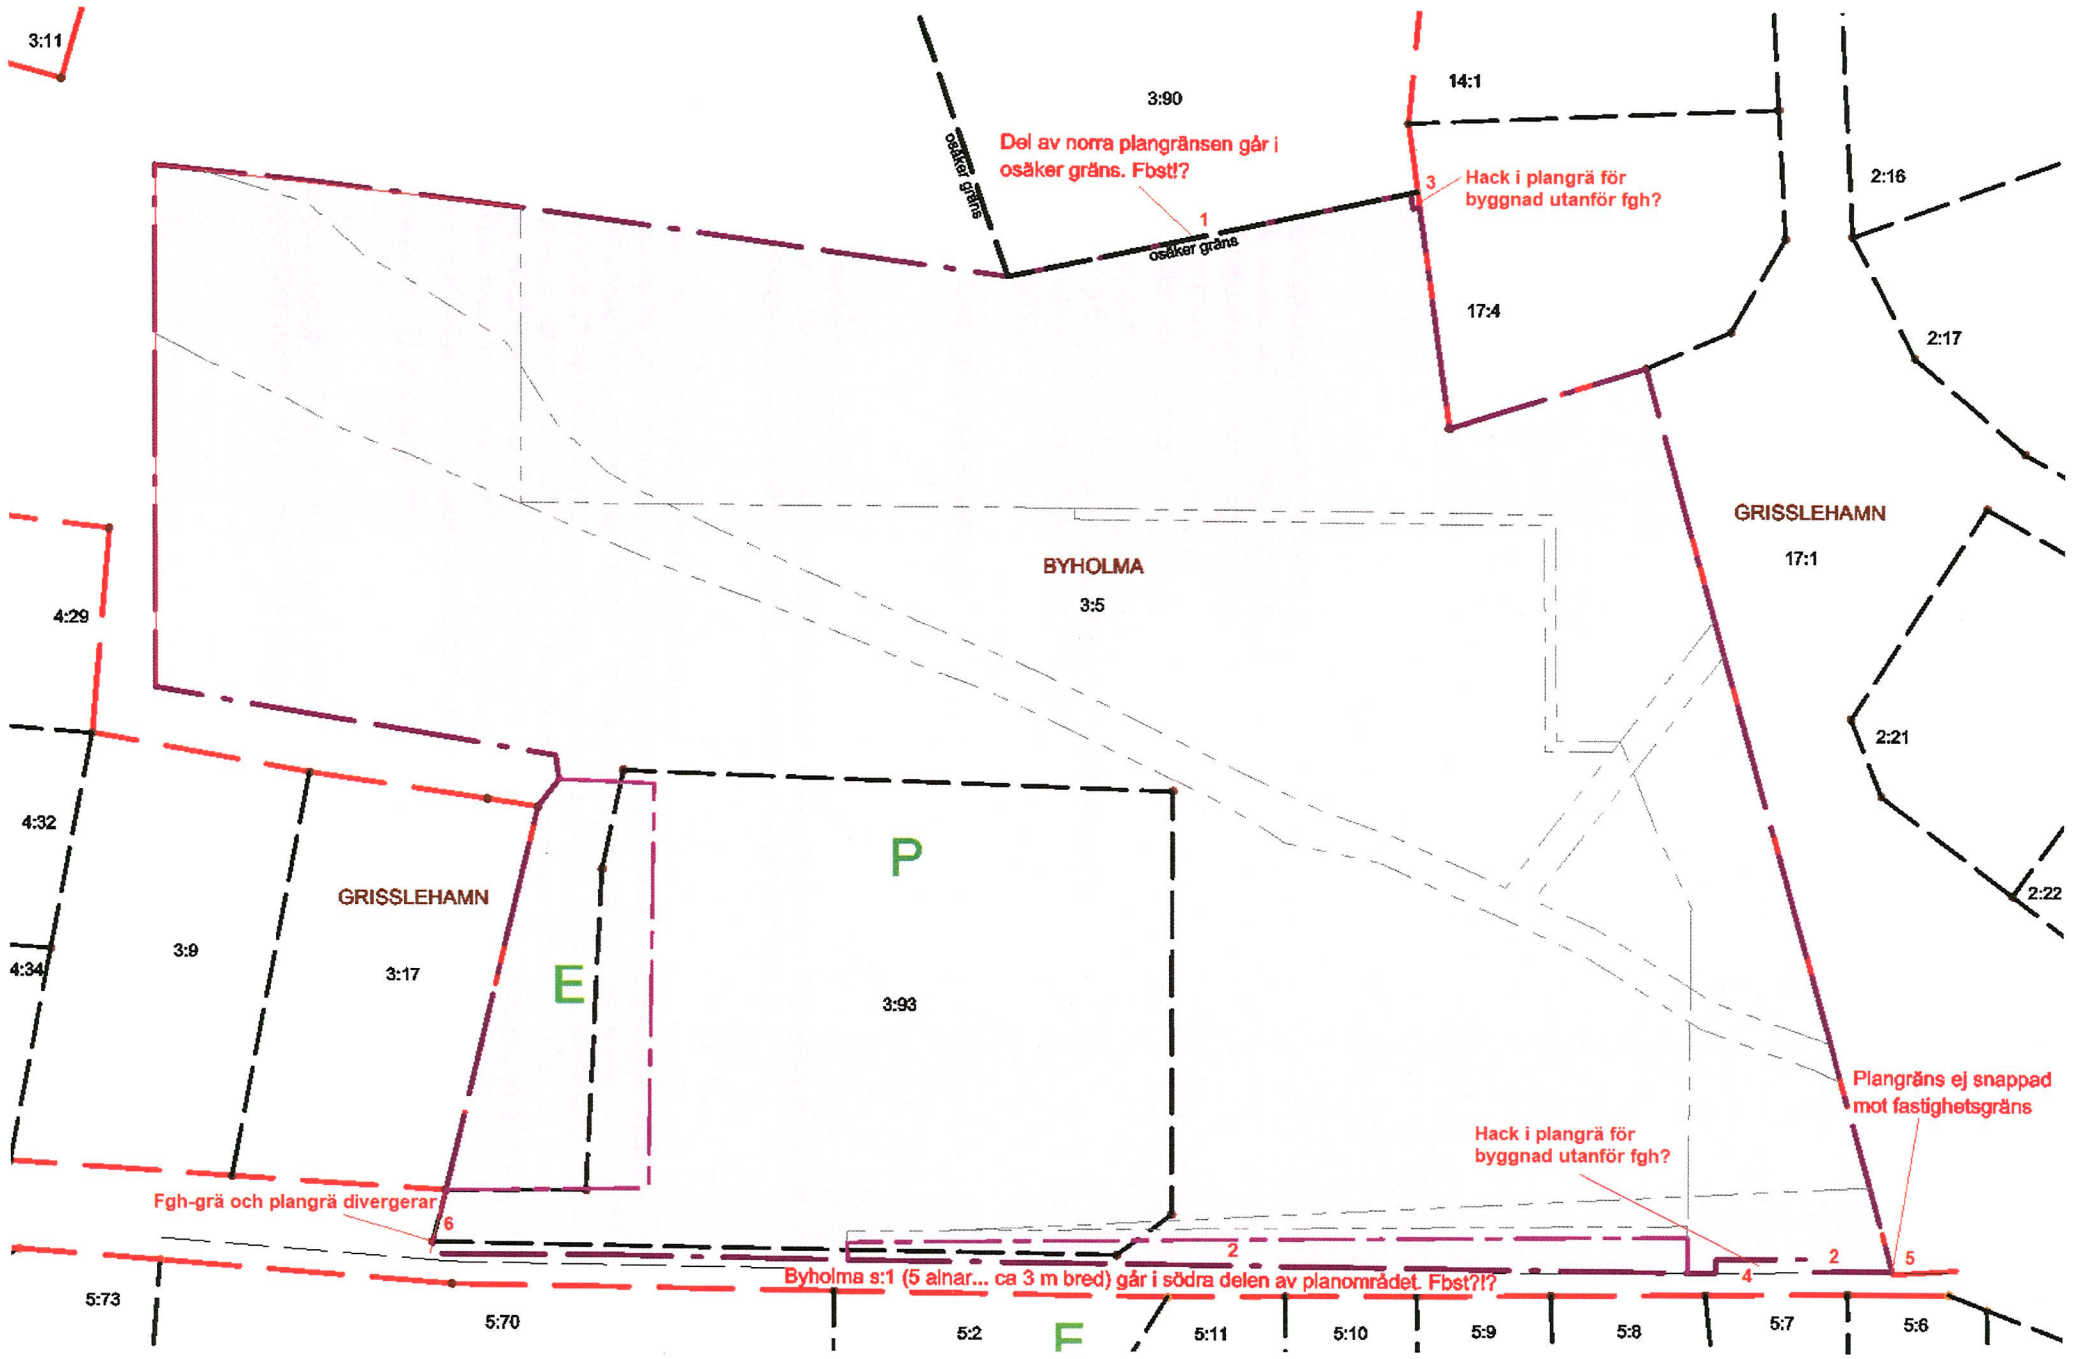 3:11
3:90
14:1
Del av norra plangränsen går i
osäker gräns. Fbst!?
osäker gräns
3
Hack i plangrä för
byggnad utanför fgh?
2:16
1
osäker gräns
17:4
2:17
GRISSLEHAMN
17:1
BYHOLMA
3:5
4:29
2:21
4:32
P
GRISSLEHAMN
2:22
3:9
4:34
3:17
E
3:93
Plangräns ej snappad
mot fastighetsgräns
Hack i plangrä för
byggnad utanför fgh?
Fgh-grä och plangrä divergerar
6
2
2
5
4
Byholma s:1 (5 alnar... ca 3 m bred) går i södra delen av planområdet. Fbst?!?
5:73
5:70
5:2
5:11
5:10
5:9
5:8
5:7
5:6